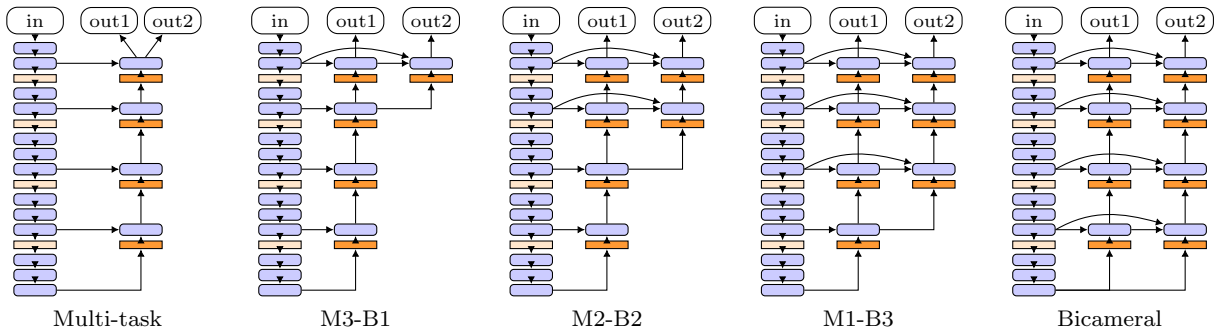 in out1 out2 in out1 out2 in out1 out2 in out1 out2 in out1 out2
Multi-task M3-B1 M2-B2 M1-B3 Bicameral